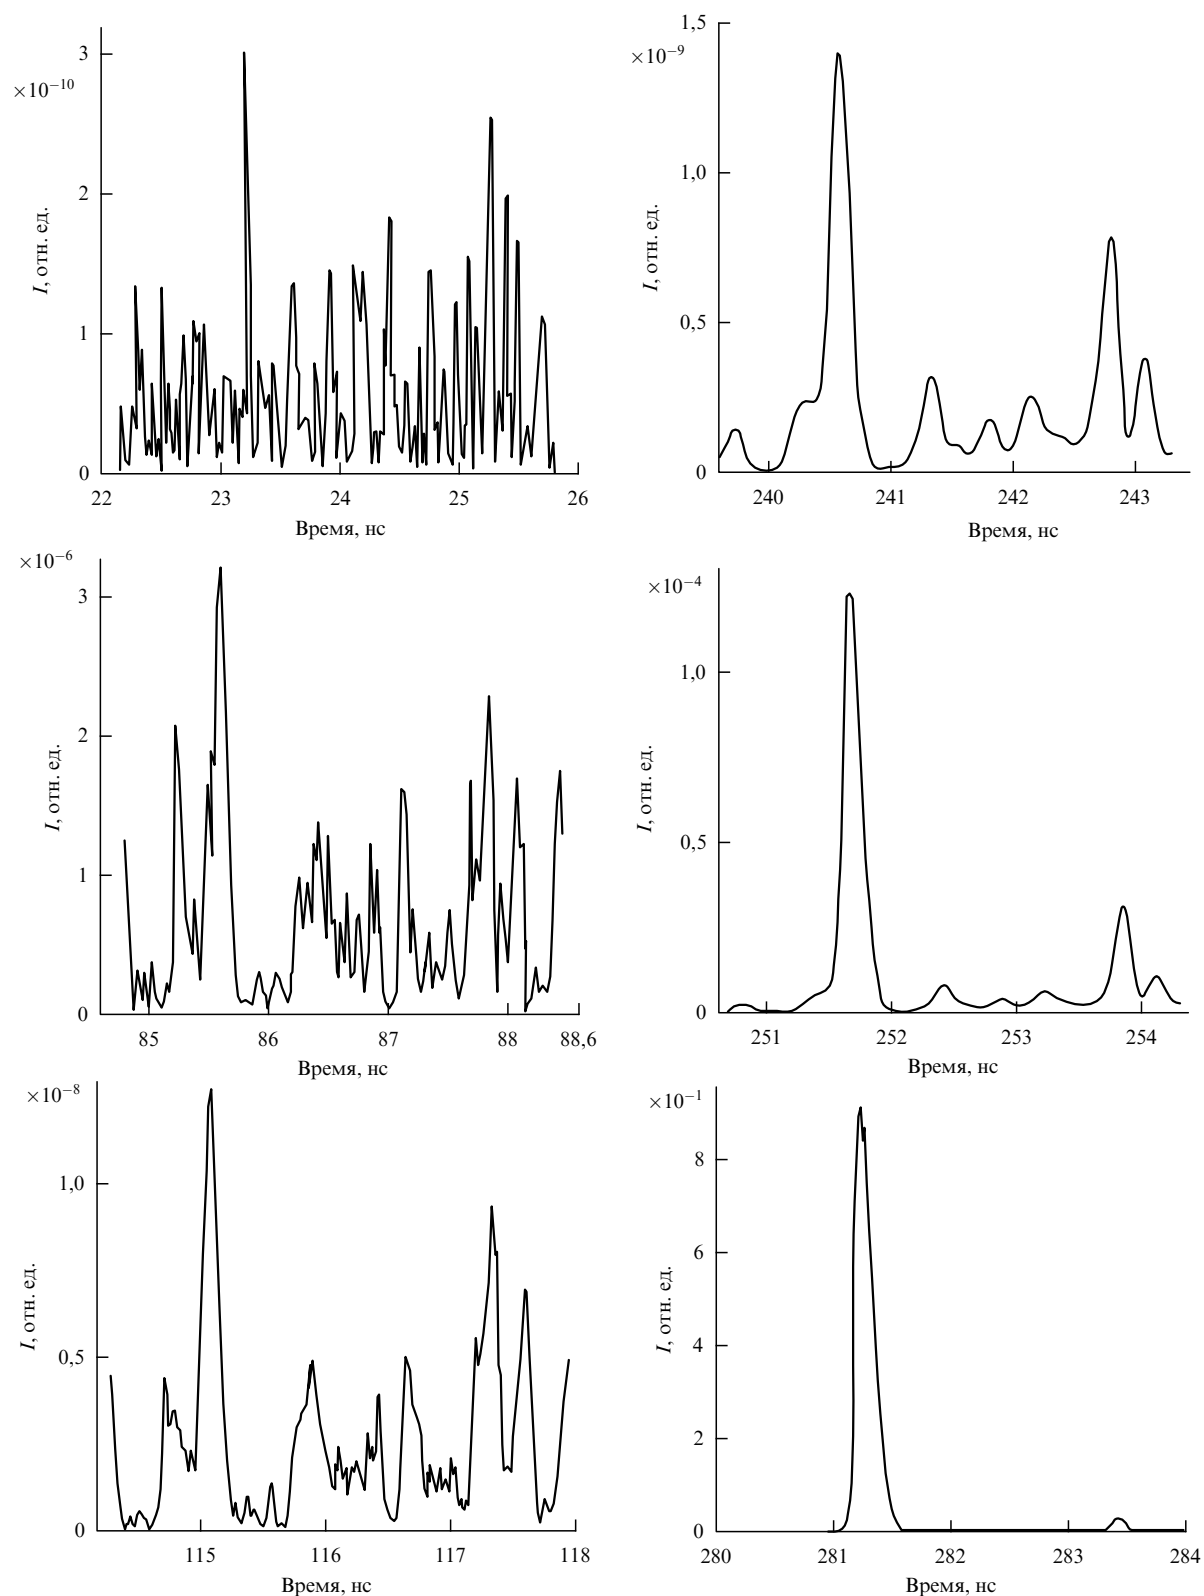 3
×10⁻¹⁰
2
I, отн. ед.
1
0
22 23 24 25 26
Время, нс
1,5
×10⁻⁹
1,0
I, отн. ед.
0,5
0
240 241 242 243
Время, нс
×10⁻⁶
3
2
I, отн. ед.
1
0
85 86 87 88 88,6
Время, нс
×10⁻⁴
1,0
I, отн. ед.
0,5
0
251 252 253 254
Время, нс
×10⁻⁸
1,0
I, отн. ед.
0,5
0
115 116 117 118
Время, нс
×10⁻¹
8
6
I, отн. ед.
4
2
0
280 281 282 283 284
Время, нс